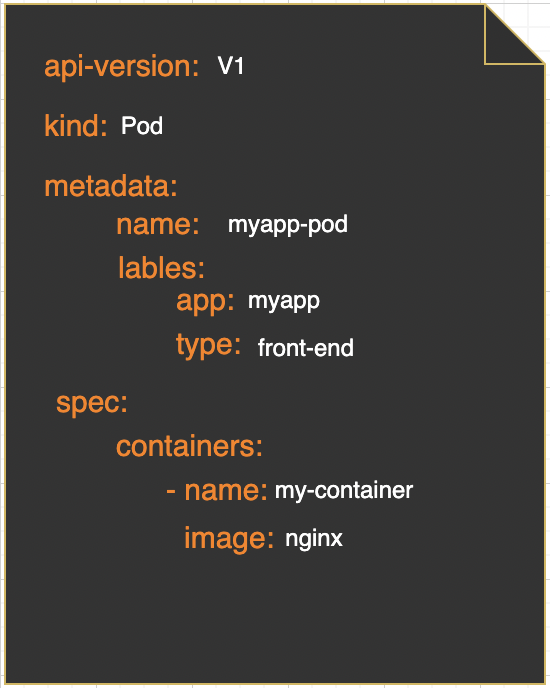 api-version: V1
kind: Pod
metadata:
name: myapp-pod
lables:
app: myapp
type: front-end
spec:
containers:
- name: my-container
image: nginx